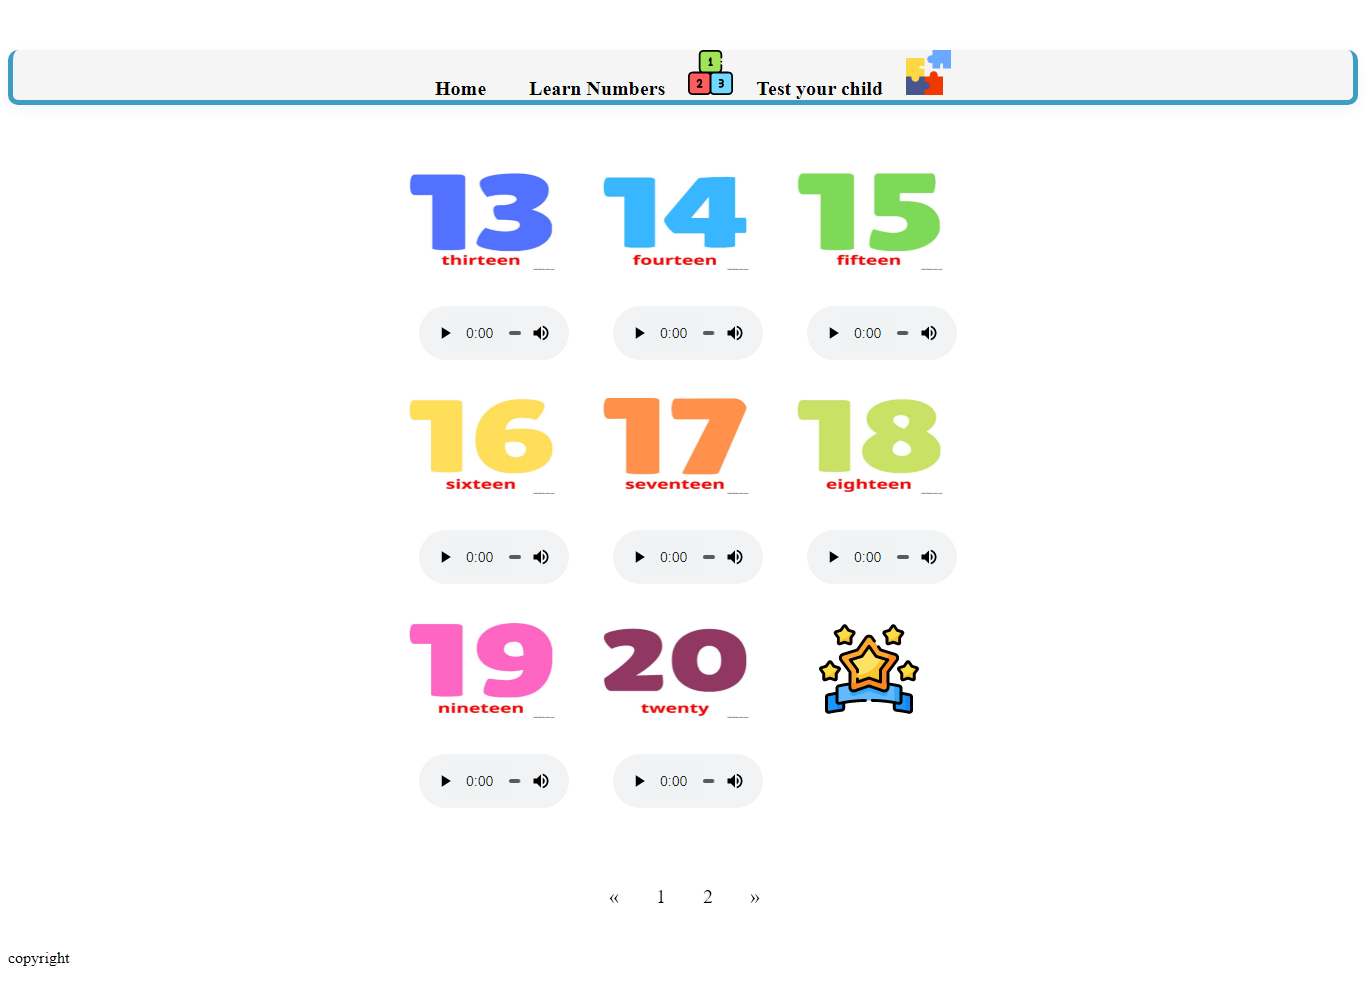 Home Learn Numbers 1 2 3 Test your child
13 14 15
thirteen fourteen fifteen
0:00 0:00 0:00
16 17 18
sixteen seventeen eighteen
0:00 0:00 0:00
19 20
nineteen twenty
0:00 0:00
« 1 2 »
copyright